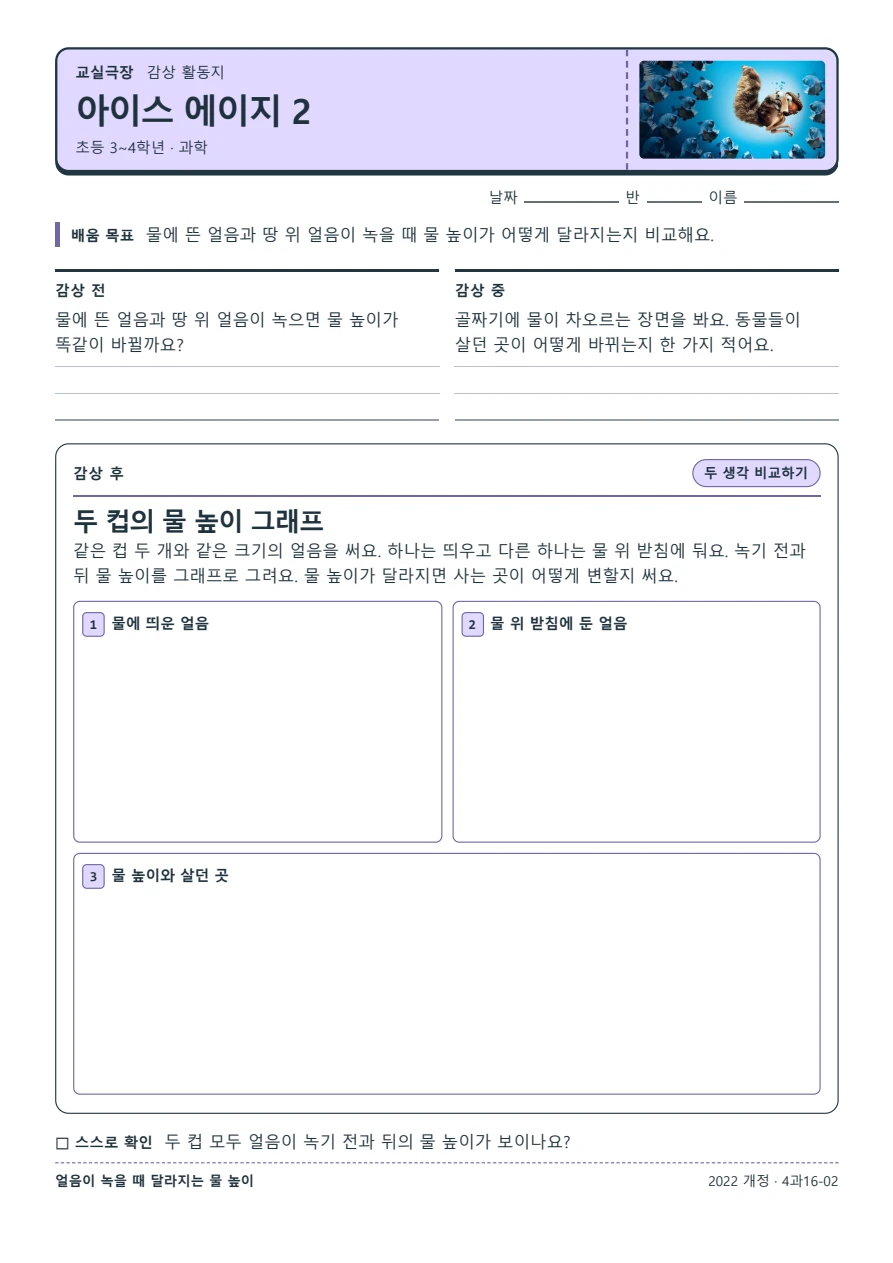 교실극장 감상 활동지
아이스 에이지 2
초등 3~4학년 · 과학
날짜 반 이름
배움 목표 물에 뜬 얼음과 땅 위 얼음이 녹을 때 물 높이가 어떻게 달라지는지 비교해요.
감상 전
물에 뜬 얼음과 땅 위 얼음이 녹으면 물 높이가
똑같이 바뀔까요?
감상 중
골짜기에 물이 차오르는 장면을 봐요. 동물들이
살던 곳이 어떻게 바뀌는지 한 가지 적어요.
감상 후
두 생각 비교하기
두 컵의 물 높이 그래프
같은 컵 두 개와 같은 크기의 얼음을 써요. 하나는 띄우고 다른 하나는 물 위 받침에 둬요. 녹기 전과
뒤 물 높이를 그래프로 그려요. 물 높이가 달라지면 사는 곳이 어떻게 변할지 써요.
1 물에 띄운 얼음
2 물 위 받침에 둔 얼음
3 물 높이와 살던 곳
스스로 확인 두 컵 모두 얼음이 녹기 전과 뒤의 물 높이가 보이나요?
얼음이 녹을 때 달라지는 물 높이
2022 개정 · 4과16-02